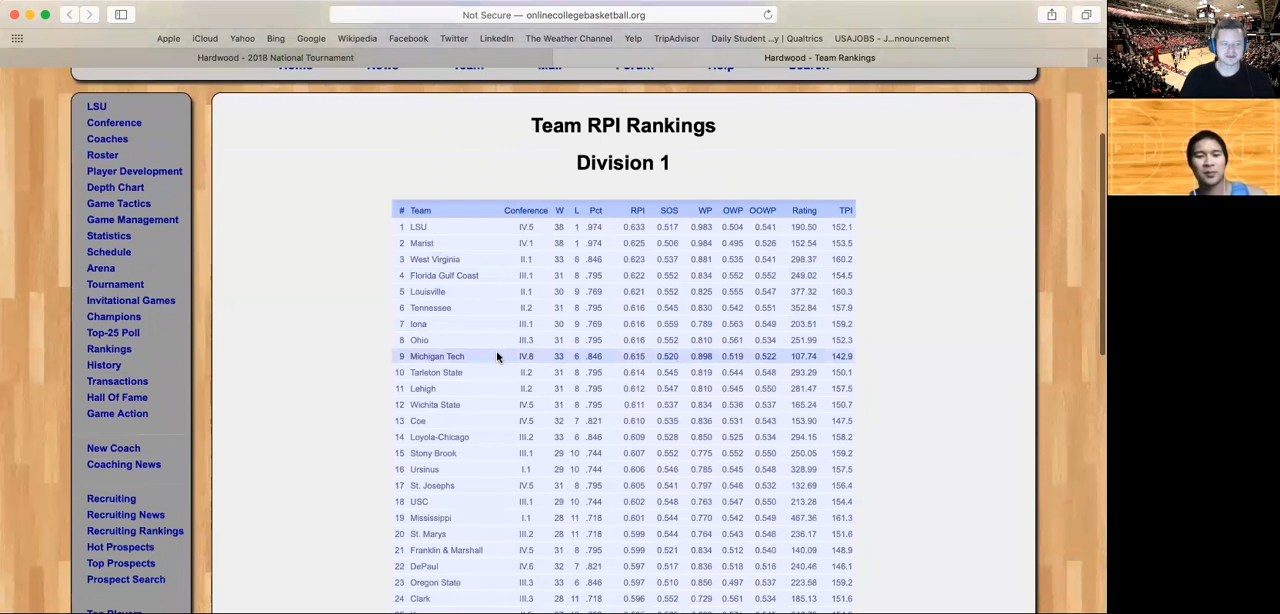 Not Secure — onlinecollegebasketball.org
Apple iCloud Yahoo Bing Google Wikipedia Facebook Twitter LinkedIn The Weather Channel Yelp TripAdvisor Daily Student ...y | Qualtrics USAJOBS - J...nnouncement
Hardwood - 2018 National Tournament Hardwood - Team Rankings
LSU
Conference
Coaches
Roster
Player Development
Depth Chart
Game Tactics
Game Management
Statistics
Schedule
Arena
Tournament
Invitational Games
Champions
Top-25 Poll
Rankings
History
Transactions
Hall Of Fame
Game Action
New Coach
Coaching News
Recruiting
Recruiting News
Recruiting Rankings
Hot Prospects
Top Prospects
Prospect Search
Team RPI Rankings
Division 1
# Team Conference W L Pct RPI SOS WP OWP OOWP Rating TPI
1 LSU IV.5 38 1 .974 0.633 0.517 0.983 0.504 0.541 190.50 152.1
2 Marist IV.1 38 1 .974 0.625 0.506 0.984 0.495 0.526 152.54 153.5
3 West Virginia II.1 33 6 .846 0.623 0.537 0.881 0.535 0.541 298.37 160.2
4 Florida Gulf Coast III.1 31 8 .795 0.622 0.552 0.834 0.552 0.552 249.02 154.5
5 Louisville II.1 30 9 .769 0.621 0.552 0.825 0.555 0.547 377.32 160.3
6 Tennessee II.2 31 8 .795 0.616 0.545 0.830 0.542 0.551 352.84 157.9
7 Iona III.1 30 9 .769 0.616 0.559 0.789 0.563 0.549 203.51 159.2
8 Ohio III.3 31 8 .795 0.616 0.552 0.810 0.561 0.534 251.99 152.3
9 Michigan Tech IV.8 33 6 .846 0.615 0.520 0.898 0.519 0.522 107.74 142.9
10 Tarleton State II.2 31 8 .795 0.614 0.545 0.819 0.544 0.548 293.29 150.1
11 Lehigh II.2 31 8 .795 0.612 0.547 0.810 0.545 0.550 281.47 157.5
12 Wichita State IV.5 31 8 .795 0.611 0.537 0.834 0.536 0.537 165.24 150.7
13 Coe IV.5 32 7 .821 0.610 0.535 0.836 0.531 0.543 153.90 147.5
14 Loyola-Chicago III.2 33 6 .846 0.609 0.528 0.850 0.525 0.534 294.15 158.2
15 Stony Brook III.1 29 10 .744 0.607 0.552 0.775 0.552 0.550 250.05 159.2
16 Ursinus I.1 29 10 .744 0.606 0.546 0.785 0.545 0.548 328.99 157.5
17 St. Josephs IV.5 31 8 .795 0.605 0.541 0.797 0.546 0.532 132.69 156.4
18 USC III.1 29 10 .744 0.602 0.548 0.763 0.547 0.550 213.28 154.4
19 Mississippi I.1 28 11 .718 0.601 0.544 0.770 0.542 0.549 467.36 161.3
20 St. Marys III.2 28 11 .718 0.599 0.544 0.764 0.543 0.546 236.17 151.6
21 Franklin & Marshall IV.5 31 8 .795 0.599 0.521 0.834 0.512 0.540 140.09 148.9
22 DePaul IV.6 32 7 .821 0.597 0.517 0.836 0.518 0.516 240.46 146.1
23 Oregon State III.3 33 6 .846 0.597 0.510 0.856 0.497 0.537 223.58 159.2
24 Clark III.3 28 11 .718 0.596 0.552 0.729 0.561 0.534 185.13 151.6